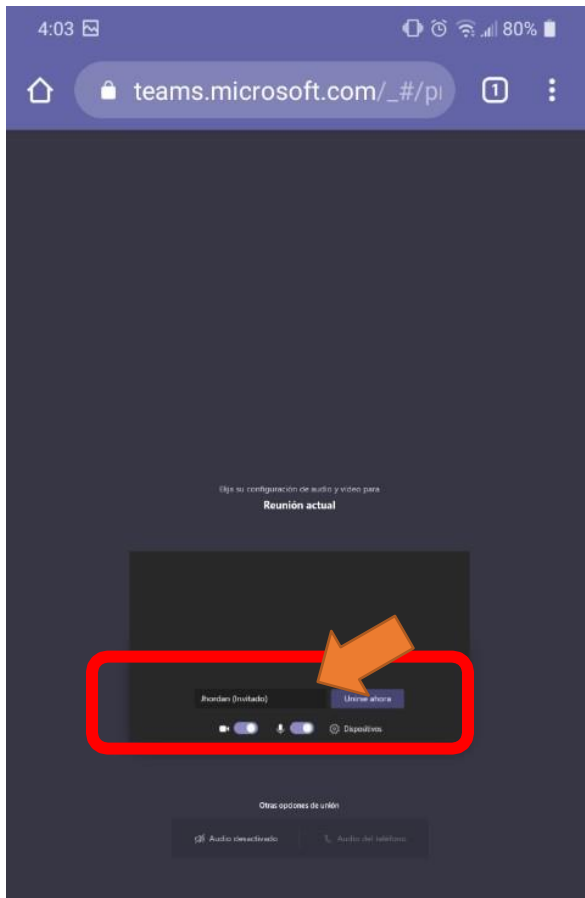 4:03 80%
teams.microsoft.com/_#/pr 1
Elija su configuración de audio y video para
Reunión actual
Jhordan (Invitado) Unirse ahora
Dispositivos
Otras opciones de unión
Audio desactivado Audio del teléfono